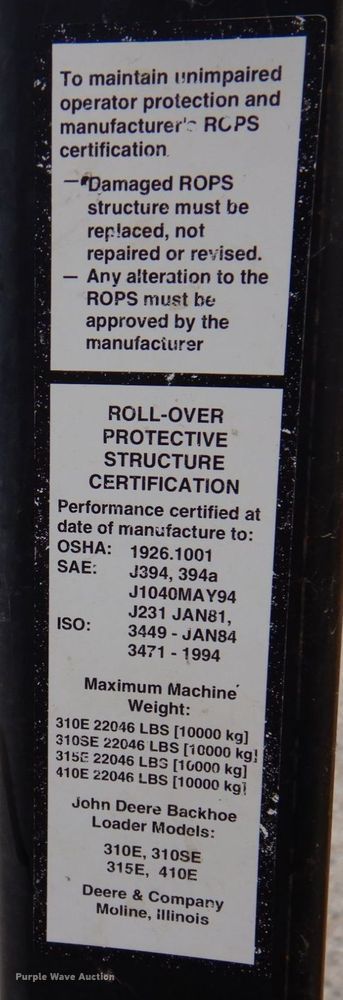 To maintain unimpaired
operator protection and
manufacturer's ROPS
certification.
— Damaged ROPS
structure must be
replaced, not
repaired or revised.
— Any alteration to the
ROPS must be
approved by the
manufacturer
ROLL-OVER
PROTECTIVE
STRUCTURE
CERTIFICATION
Performance certified at
date of manufacture to:
OSHA: 1926.1001
SAE: J394, 394a
J1040MAY94
J231 JAN81,
ISO: 3449 - JAN84
3471 - 1994
Maximum Machine
Weight:
310E 22046 LBS [10000 kg]
310SE 22046 LBS [10000 kg]
315E 22046 LBS [10000 kg]
410E 22046 LBS [10000 kg]
John Deere Backhoe
Loader Models:
310E, 310SE
315E, 410E
Deere & Company
Moline, Illinois
Purple Wave Auction